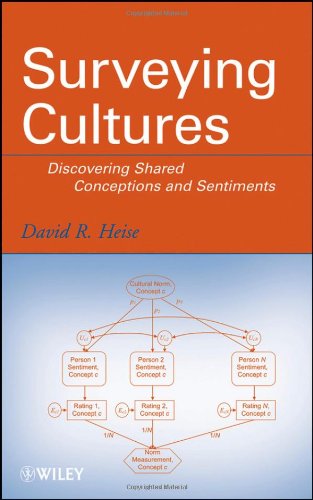 Surveying
Cultures
Discovering Shared
Conceptions and Sentiments
David R. Heise
Cultural Norm,
Concept c
Person 1
Sentiment,
Concept c
Person 2
Sentiment,
Concept c
Person N
Sentiment,
Concept c
Rating 1,
Concept c
Rating 2,
Concept c
Rating N,
Concept c
1/N
1/N
1/N
Norm
Measurement,
Concept c
WILEY